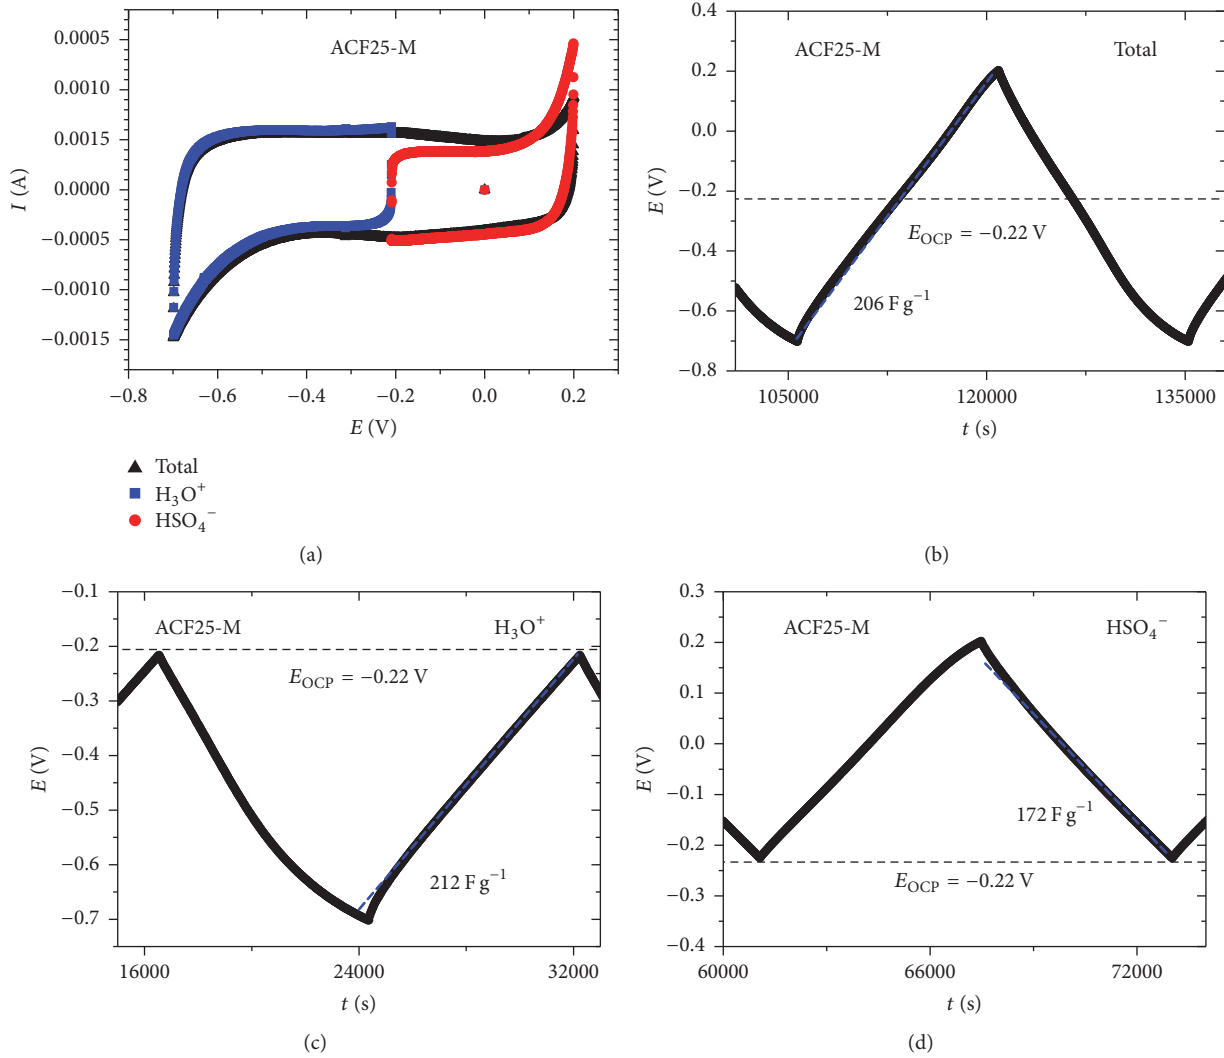 ACF25-M
0.0005
0.0010
0.0014
0.0000
−0.0005
−0.0010
−0.0015
−0.8
−0.6
−0.4
−0.2
0.0
0.2
I (A)
E (V)
Total
H₃O⁺
HSO₄⁻
(a)
ACF25-M
Total
0.4
0.2
0.0
−0.2
−0.4
−0.6
−0.8
E_OCP = −0.22 V
206 F g⁻¹
105000
120000
135000
E (V)
t (s)
(b)
ACF25-M
H₃O⁺
−0.1
−0.2
−0.3
−0.4
−0.5
−0.6
−0.7
E_OCP = −0.22 V
212 F g⁻¹
16000
24000
32000
E (V)
t (s)
(c)
ACF25-M
HSO₄⁻
0.3
0.2
0.1
0.0
−0.1
−0.2
−0.3
−0.4
172 F g⁻¹
E_OCP = −0.22 V
60000
66000
72000
E (V)
t (s)
(d)